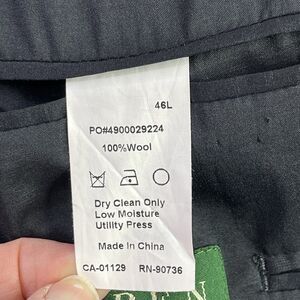 46L
PO#4900029224
100%Wool
Dry Clean Only
Low Moisture
Utility Press
Made in China
CA-01129 RN-90736